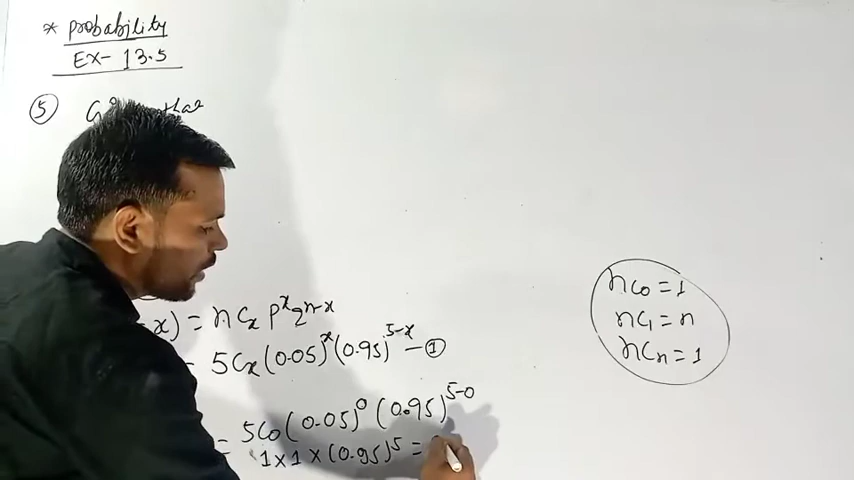 * probability
Ex- 13.5
⑤
x) = nCx p^x q^n-x
5Cx (0.05)^x (0.95)^5-x — ①
= 5C0 (0.05)^0 (0.95)^5-0
1 x 1 x (0.95)^5 =
nC0 = 1
nC1 = n
nCn = 1